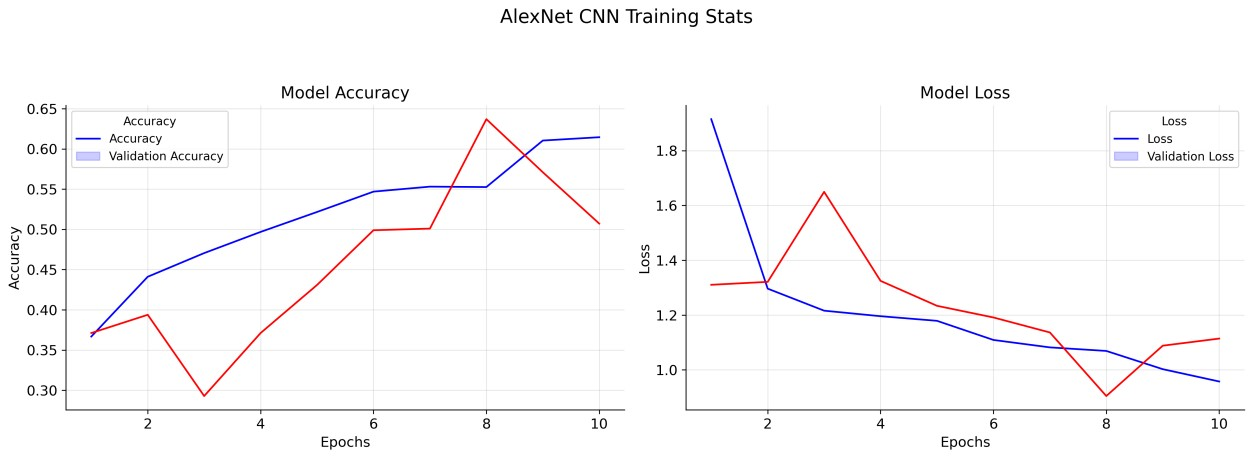 AlexNet CNN Training Stats
Model Accuracy
Accuracy
Accuracy
Validation Accuracy
0.65
0.60
0.55
0.50
0.45
0.40
0.35
0.30
Accuracy
2 4 6 8 10
Epochs
Model Loss
Loss
Loss
Validation Loss
1.8
1.6
1.4
1.2
1.0
Loss
2 4 6 8 10
Epochs